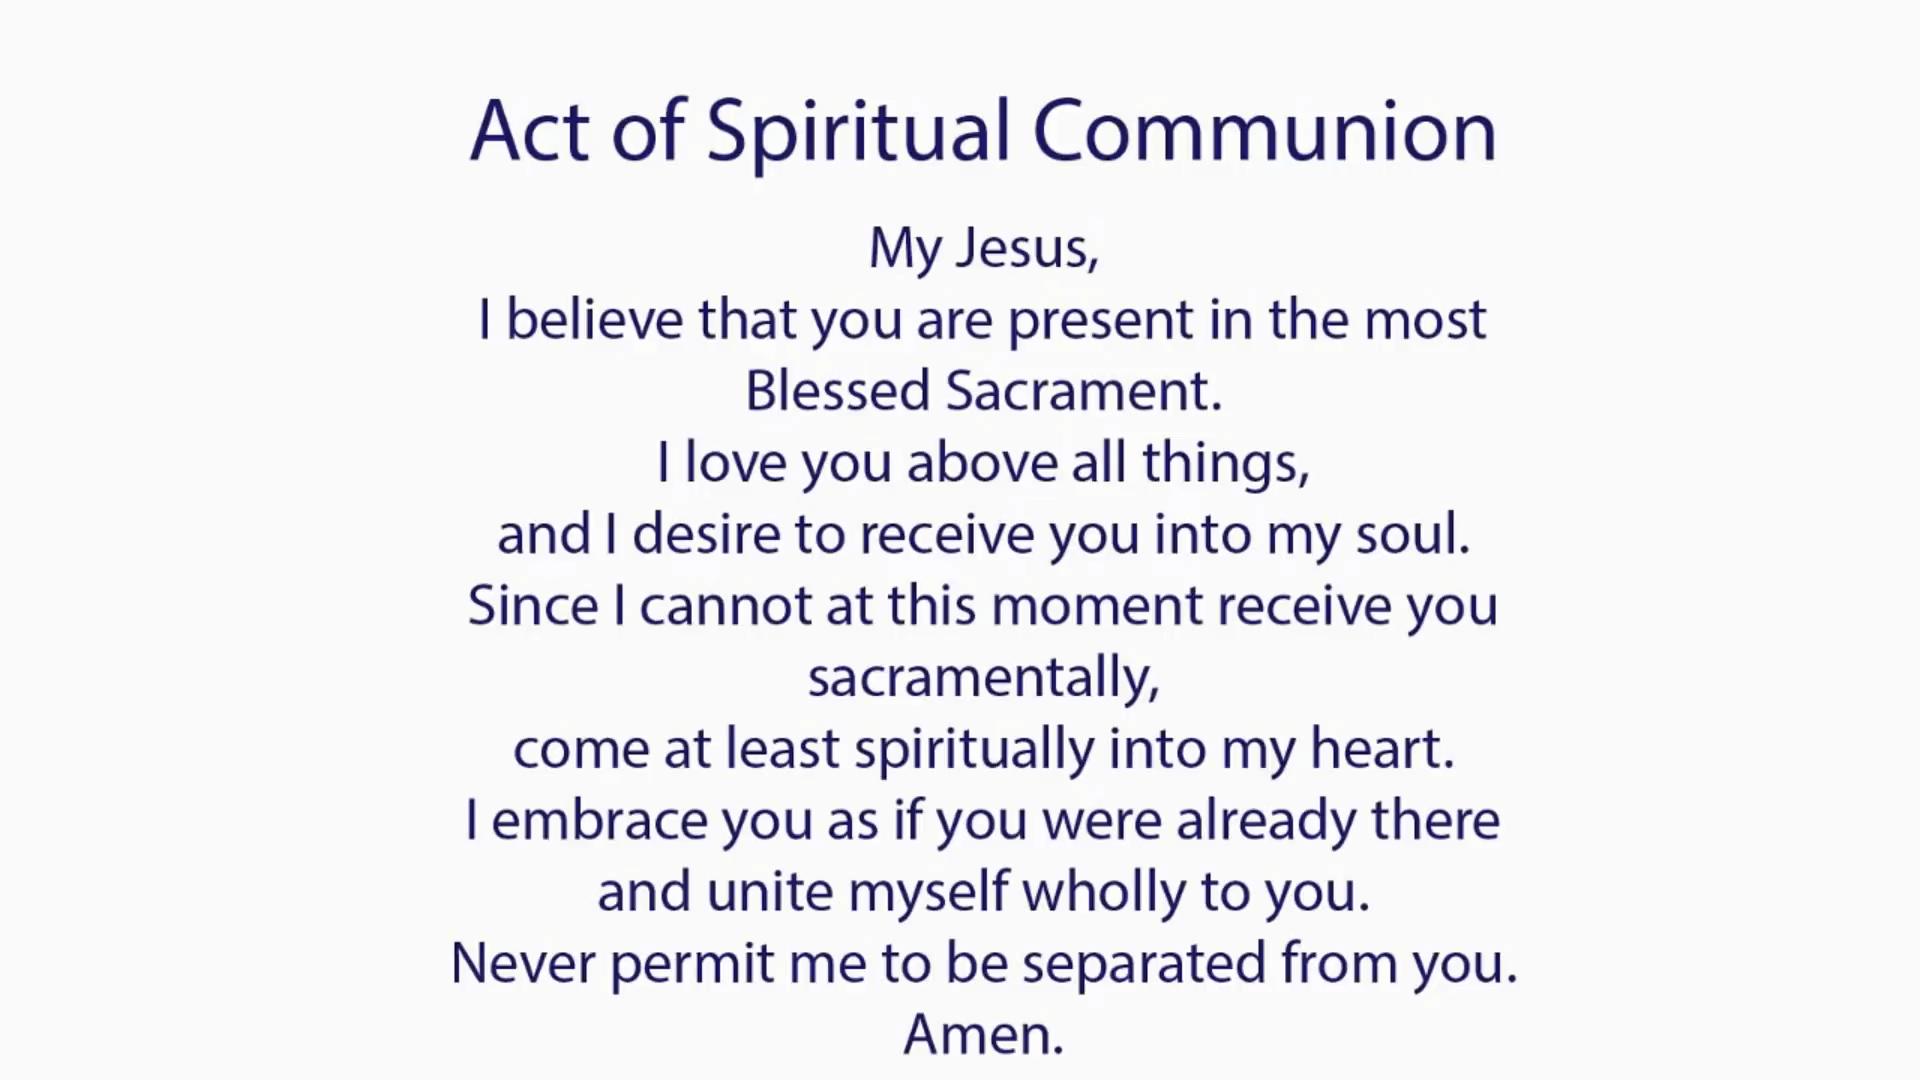 Act of Spiritual Communion
My Jesus,
I believe that you are present in the most
Blessed Sacrament.
I love you above all things,
and I desire to receive you into my soul.
Since I cannot at this moment receive you
sacramentally,
come at least spiritually into my heart.
I embrace you as if you were already there
and unite myself wholly to you.
Never permit me to be separated from you.
Amen.